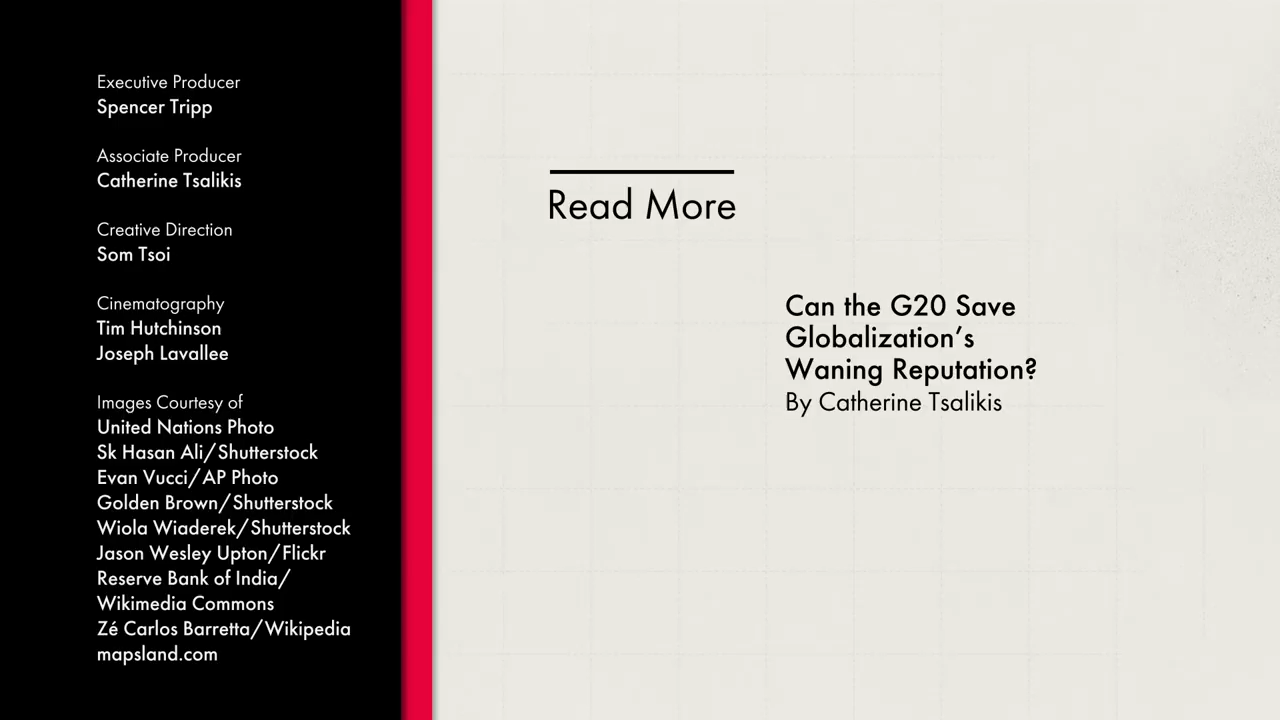 Executive Producer
Spencer Tripp
Associate Producer
Catherine Tsalikis
Creative Direction
Som Tsoi
Cinematography
Tim Hutchinson
Joseph Lavallee
Images Courtesy of
United Nations Photo
Sk Hasan Ali/Shutterstock
Evan Vucci/AP Photo
Golden Brown/Shutterstock
Wiola Wiaderek/Shutterstock
Jason Wesley Upton/Flickr
Reserve Bank of India/
Wikimedia Commons
Zé Carlos Barretta/Wikipedia
mapsland.com
Read More
Can the G20 Save
Globalization’s
Waning Reputation?
By Catherine Tsalikis